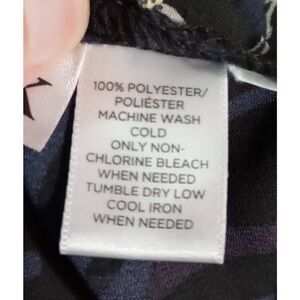 100% POLYESTER/
POLIÉSTER
MACHINE WASH
COLD
ONLY NON-
CHLORINE BLEACH
WHEN NEEDED
TUMBLE DRY LOW
COOL IRON
WHEN NEEDED